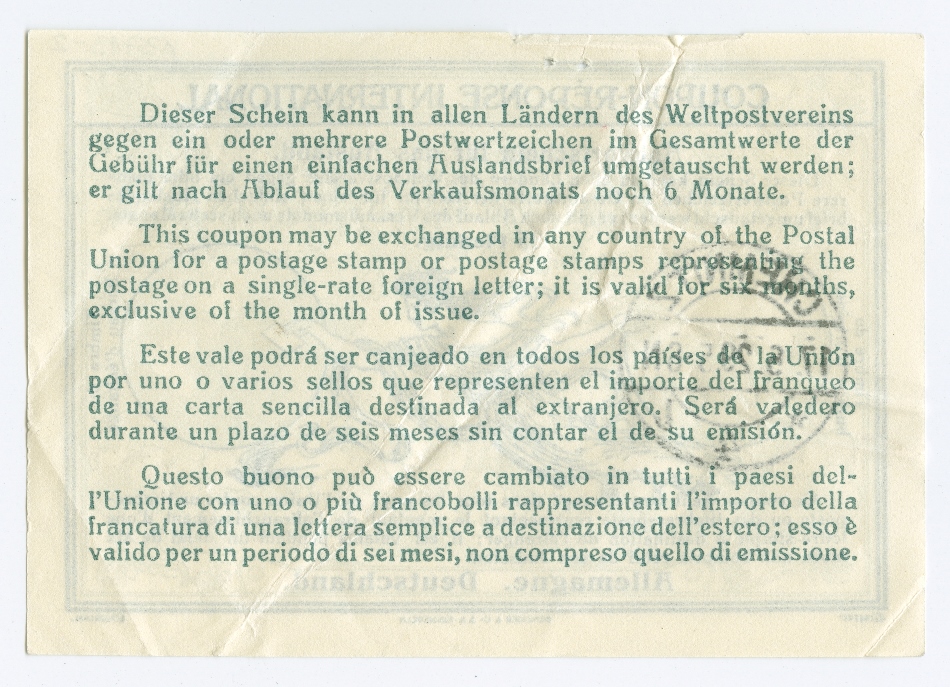 Dieser Schein kann in allen Ländern des Weltpostvereins
gegen ein oder mehrere Postwertzeichen im Gesamtwerte der
Gebühr für einen einfachen Auslandsbrief umgetauscht werden;
er gilt nach Ablauf des Verkaufsmonats noch 6 Monate.
This coupon may be exchanged in any country of the Postal
Union for a postage stamp or postage stamps representing the
postage on a single-rate foreign letter; it is valid for six months,
exclusive of the month of issue.
Este vale podrá ser canjeado en todos los países de la Unión
por uno o varios sellos que representen el importe del franqueo
de una carta sencilla destinada al extranjero. Será valedero
durante un plazo de seis meses sin contar el de su emisión.
Questo buono può essere cambiato in tutti i paesi del-
l'Unione con uno o più francobolli rappresentanti l'importo della
francatura di una lettera semplice a destinazione dell'estero; esso è
valido per un periodo di sei mesi, non compreso quello di emissione.
COUPON-RÉPONSE INTERNATIONAL
Allemagne. Deutschland